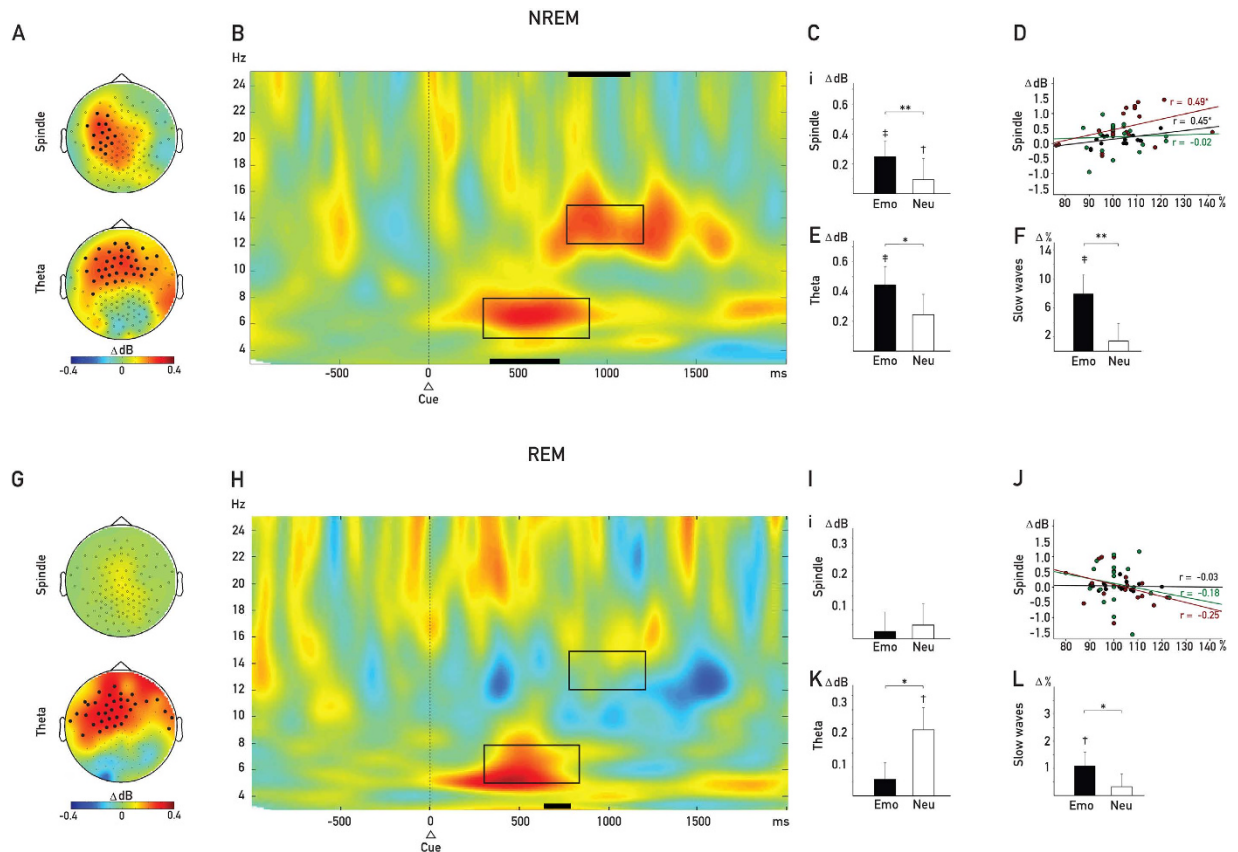 NREM
A
Spindle
Theta
Δ dB
-0.4 0 0.4
B
Hz
24
22
20
18
16
14
12
10
8
6
4
-500 0 500 1000 1500 ms
Cue
C
i Δ dB
Spindle
0.6
0.4
0.2
**
‡ †
Emo Neu
D
Δ dB
Spindle
1.5
1.0
0.5
0.0
-0.5
-1.0
-1.5
r = 0.49*
r = 0.45*
r = -0.02
80 90 100 110 120 130 140 %
E Δ dB
Theta
0.6
0.4
0.2
*
‡
Emo Neu
F Δ %
Slow waves
14
10
6
2
**
‡
Emo Neu
REM
G
Spindle
Theta
Δ dB
-0.4 0 0.4
H
Hz
24
22
20
18
16
14
12
10
8
6
4
-500 0 500 1000 1500 ms
Cue
I
i Δ dB
Spindle
0.3
0.2
0.1
Emo Neu
J
Δ dB
Spindle
1.5
1.0
0.5
0.0
-0.5
-1.0
-1.5
r = -0.03
r = -0.18
r = -0.25
80 90 100 110 120 130 140 %
K Δ dB
Theta
0.3
0.2
0.1
*
†
Emo Neu
L Δ %
Slow waves
3
2
1
*
†
Emo Neu